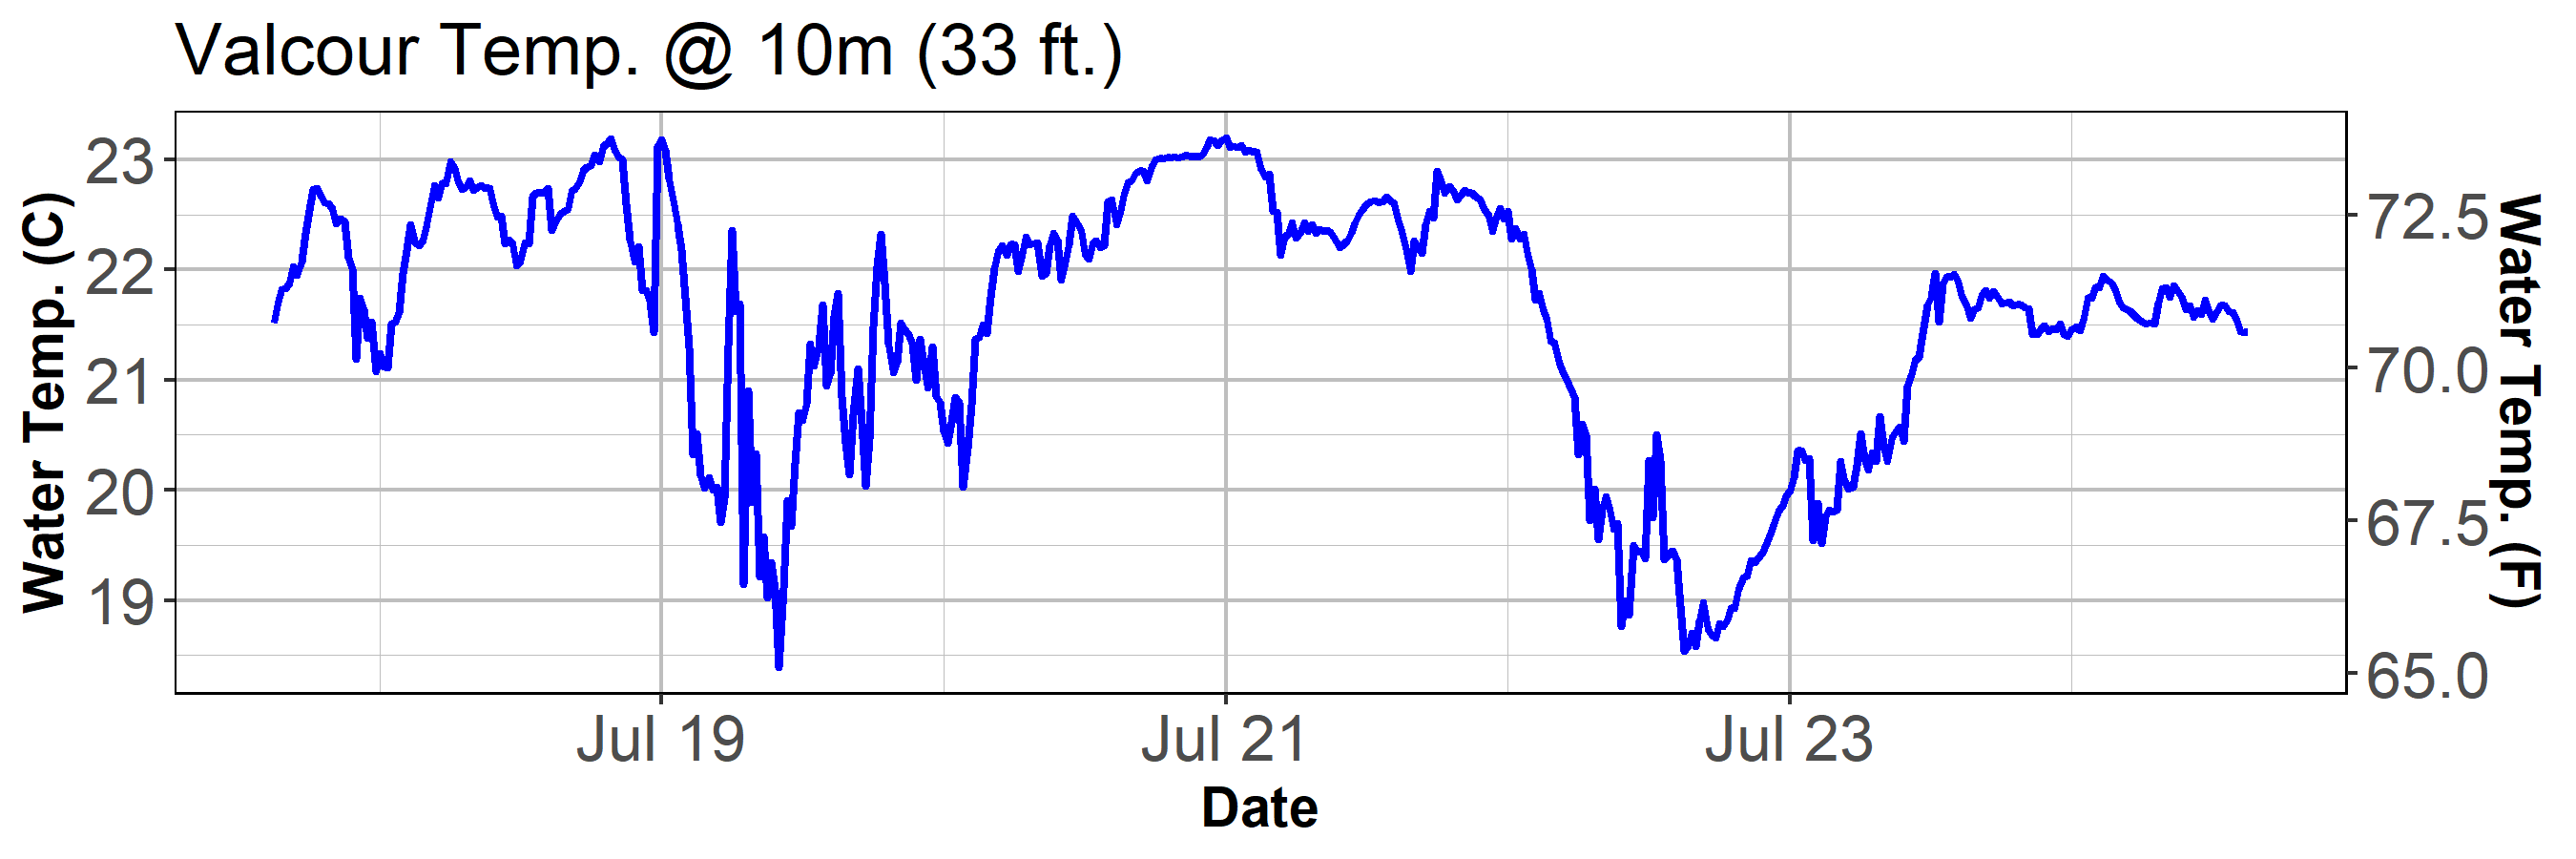 Valcour Temp. @ 10m (33 ft.)
Water Temp. (C)
23
22
21
20
19
72.5
70.0
67.5
65.0
Water Temp. (F)
Jul 19 Jul 21 Jul 23
Date